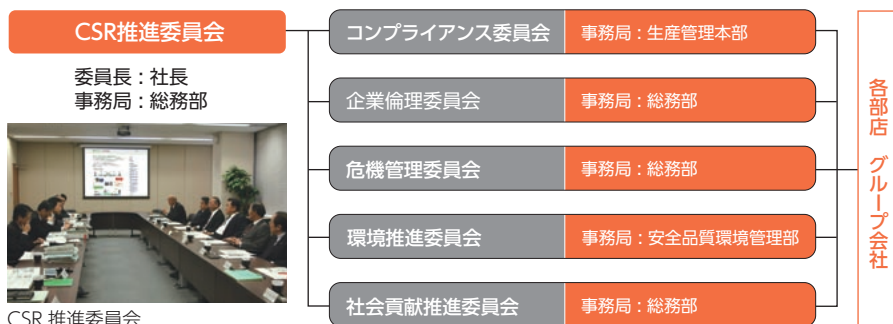 CSR推進委員会
委員長：社長
事務局：総務部
CSR 推進委員会
コンプライアンス委員会 事務局：生産管理本部
企業倫理委員会 事務局：総務部
危機管理委員会 事務局：総務部
環境推進委員会 事務局：安全品質環境管理部
社会貢献推進委員会 事務局：総務部
各部店 グループ会社